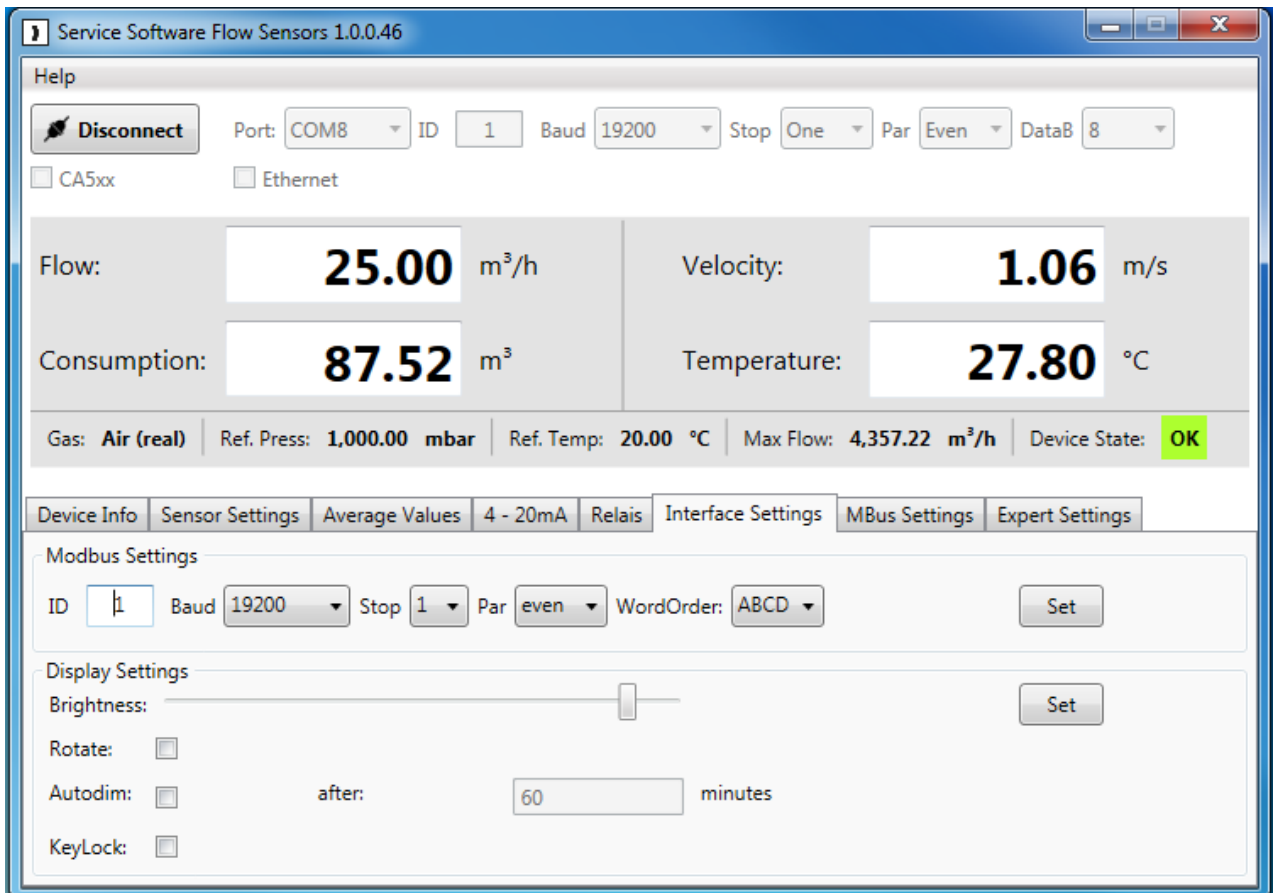 Service Software Flow Sensors 1.0.0.46
Help
Disconnect Port: COM8 ID 1 Baud 19200 Stop One Par Even DataB 8
CA5xx Ethernet
Flow: 25.00 m³/h Velocity: 1.06 m/s
Consumption: 87.52 m³ Temperature: 27.80 °C
Gas: Air (real) Ref. Press: 1,000.00 mbar Ref. Temp: 20.00 °C Max Flow: 4,357.22 m³/h Device State: OK
Device Info Sensor Settings Average Values 4 - 20mA Relais Interface Settings MBus Settings Expert Settings
Modbus Settings
ID 1 Baud 19200 Stop 1 Par even WordOrder: ABCD Set
Display Settings
Brightness: Set
Rotate:
Autodim: after: 60 minutes
KeyLock: